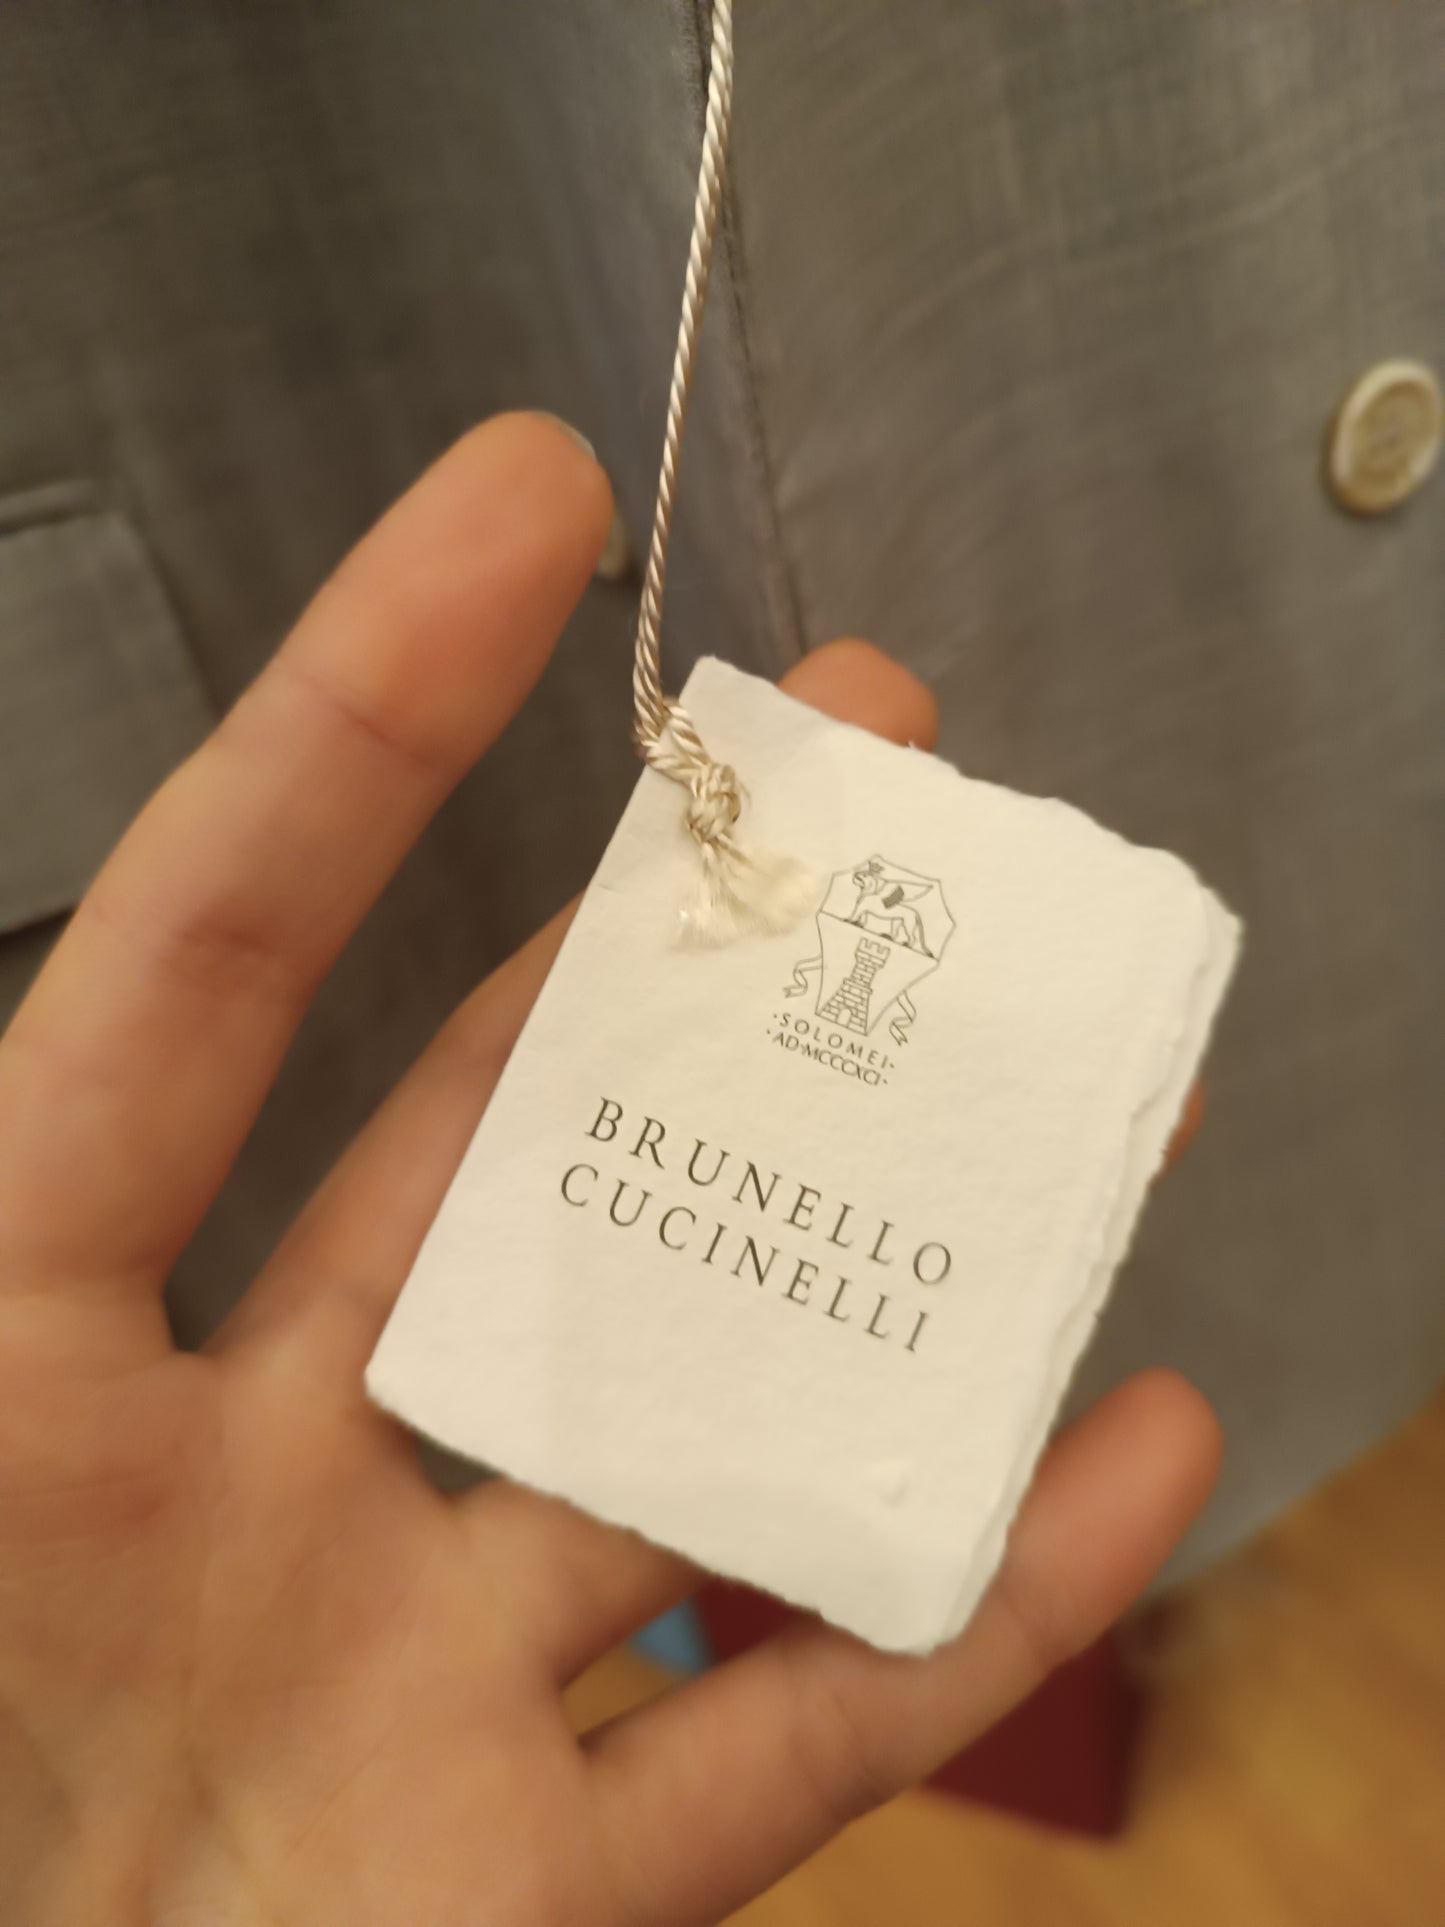 ·SOLOMEI·
·AD·MCCCXCI·
BRUNELLO
CUCINELLI